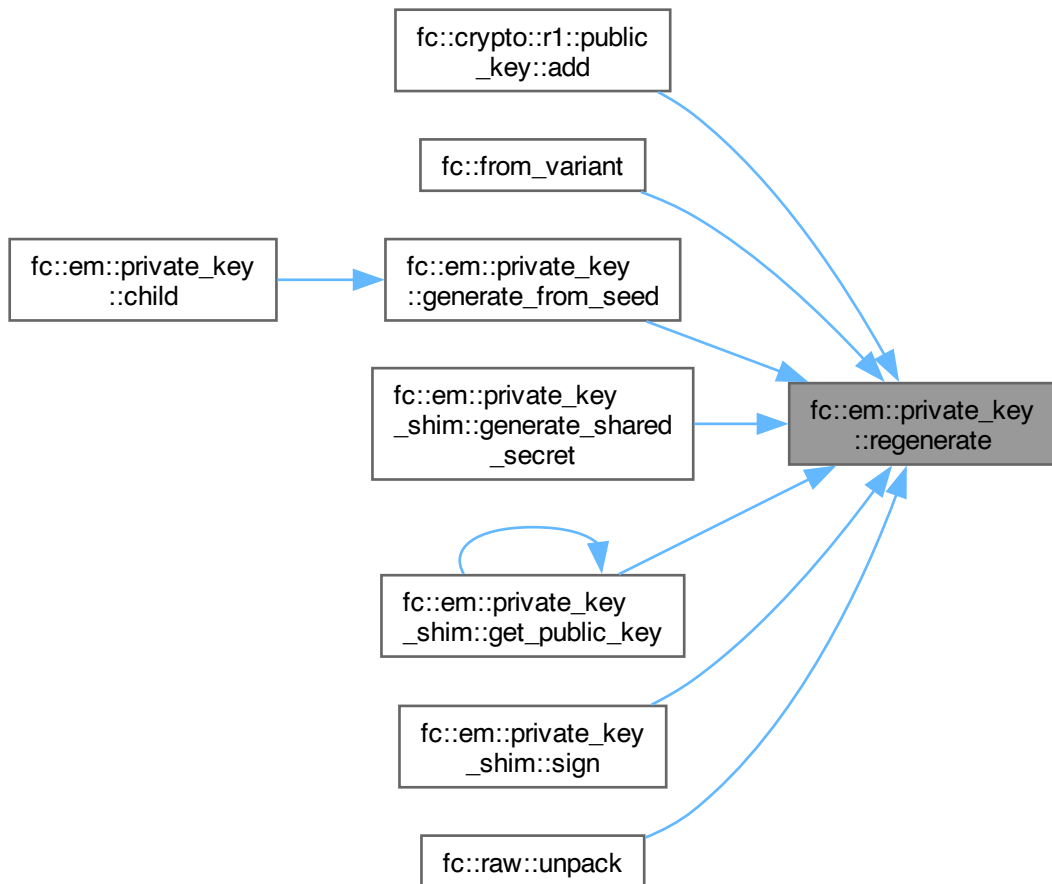 fc::crypto::r1::public
_key::add
fc::from_variant
fc::em::private_key
::child
fc::em::private_key
::generate_from_seed
fc::em::private_key
_shim::generate_shared
_secret
fc::em::private_key
::regenerate
fc::em::private_key
_shim::get_public_key
fc::em::private_key
_shim::sign
fc::raw::unpack